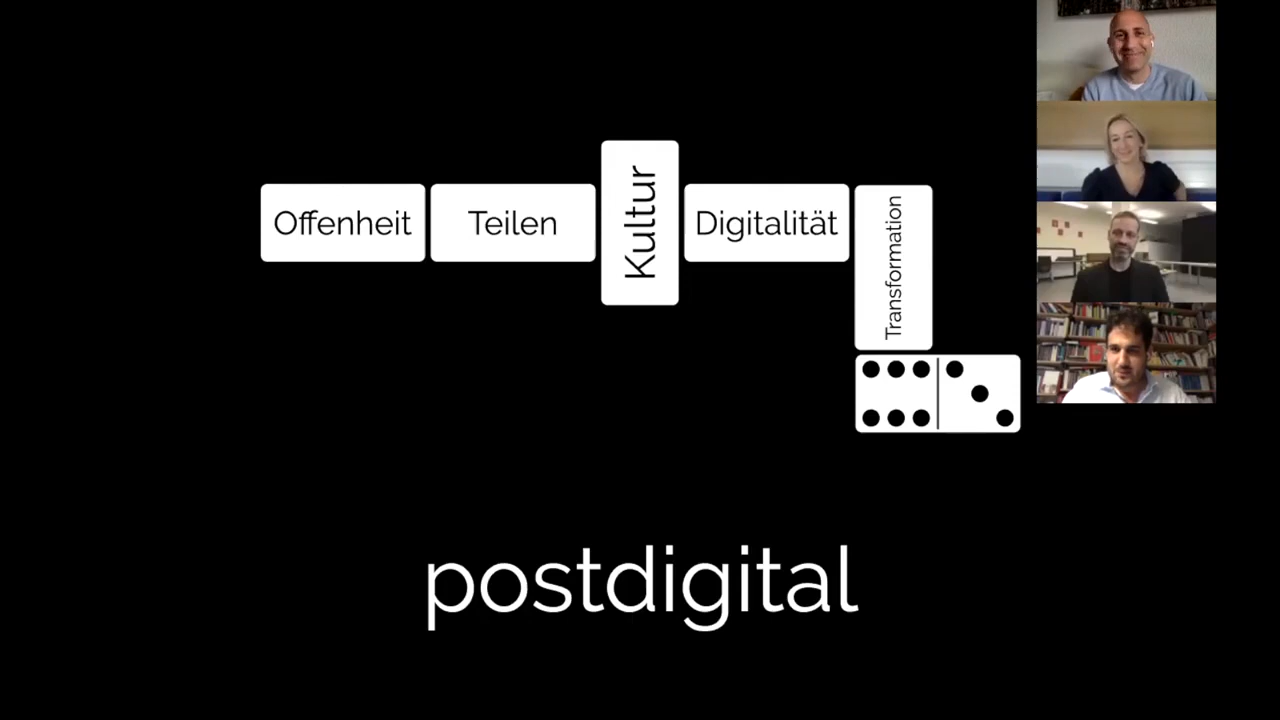 Offenheit
Teilen
Kultur
Digitalität
Transformation
postdigital